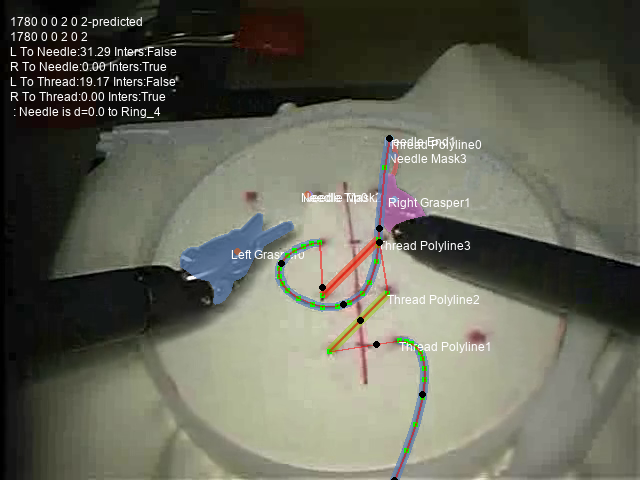 1780 0 0 2 0 2-predicted
1780 0 0 2 0 2
L To Needle:31.29 Inters:False
R To Needle:0.00 Inters:True
L To Thread:19.17 Inters:False
R To Thread:0.00 Inters:True
: Needle is d=0.0 to Ring_4
Thread Polyline0
Needle Mask3
Right Grasper1
Thread Polyline3
Left Grasper0
Thread Polyline2
Thread Polyline1